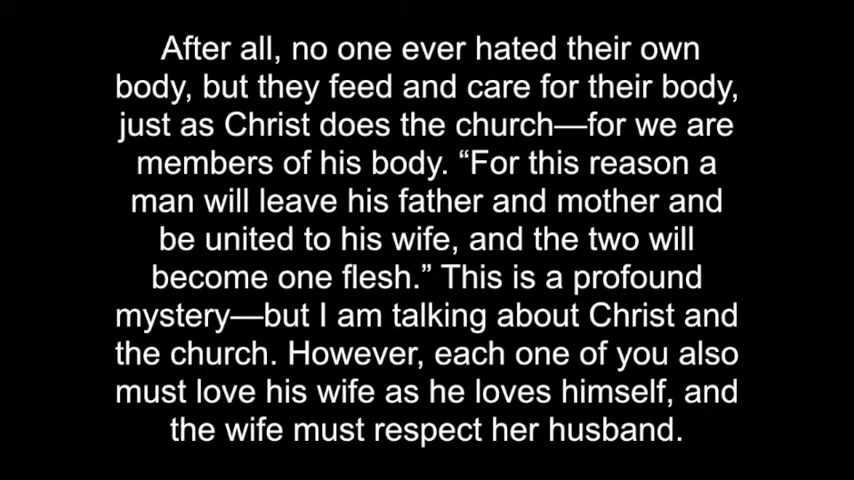 After all, no one ever hated their own
body, but they feed and care for their body,
just as Christ does the church—for we are
members of his body. “For this reason a
man will leave his father and mother and
be united to his wife, and the two will
become one flesh.” This is a profound
mystery—but I am talking about Christ and
the church. However, each one of you also
must love his wife as he loves himself, and
the wife must respect her husband.